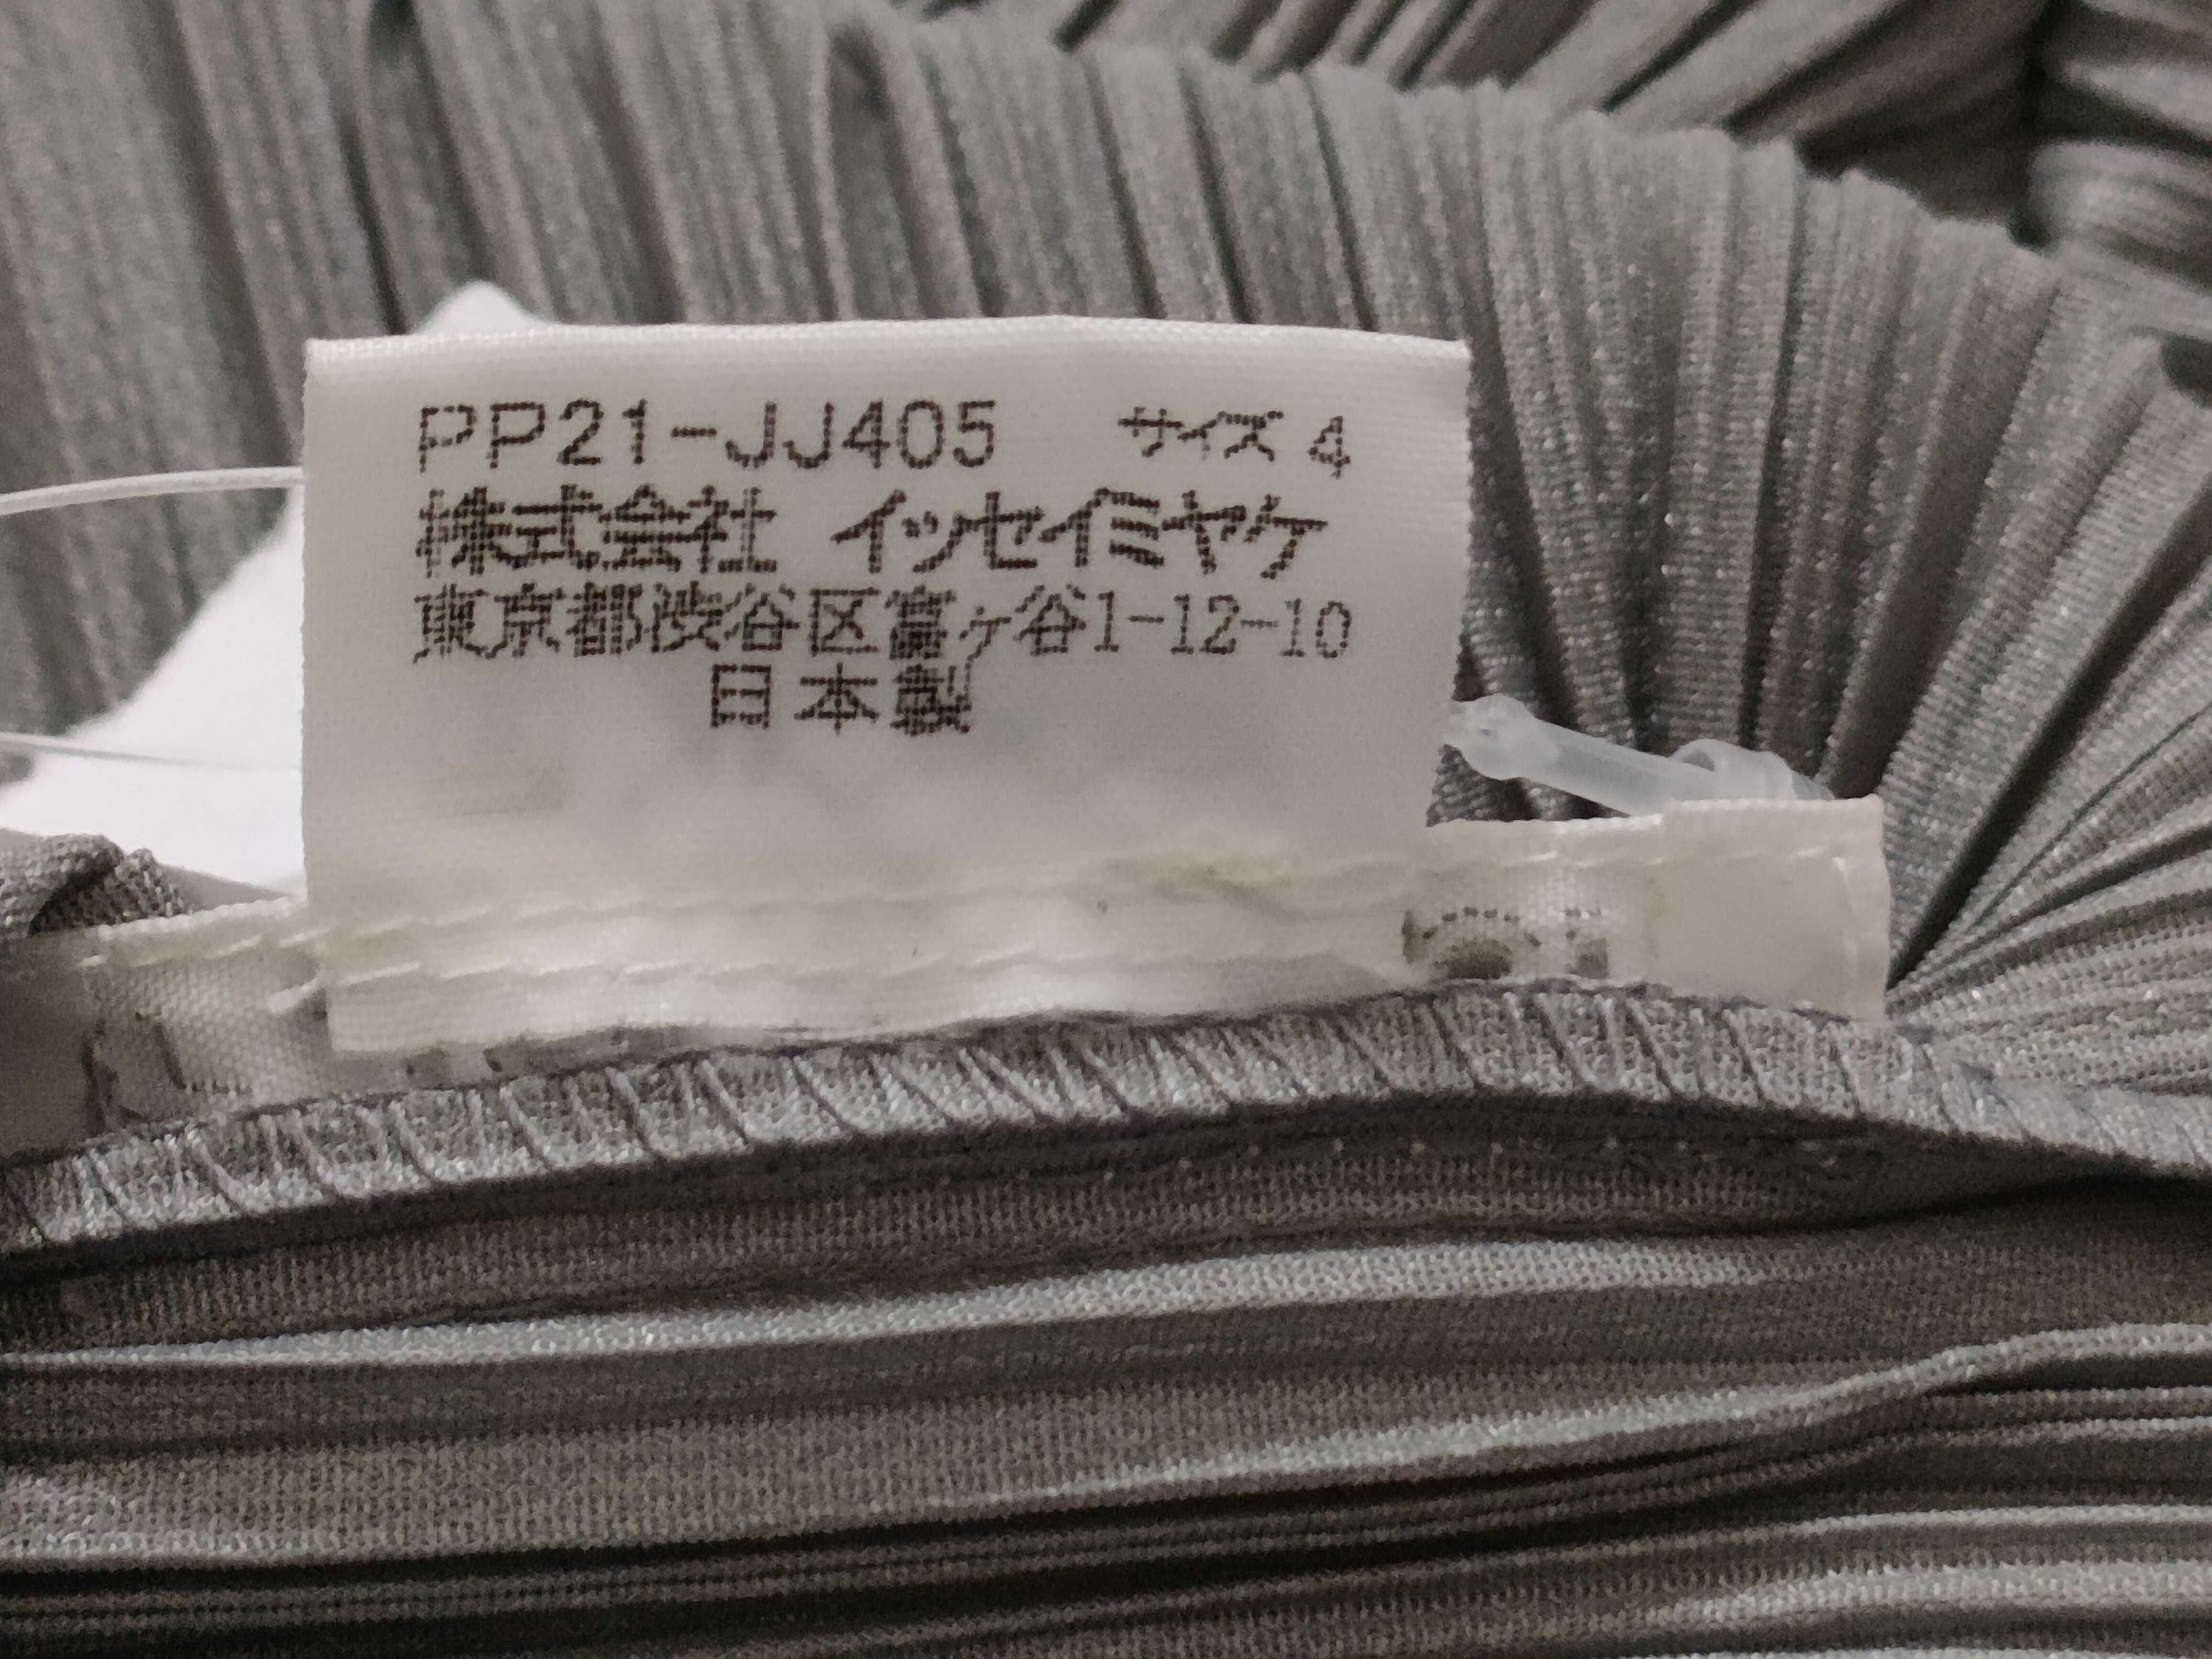 PP21-JJ405 サイズ 4
株式会社 イッセイミヤケ
東京都渋谷区富ヶ谷1-12-10
日本製